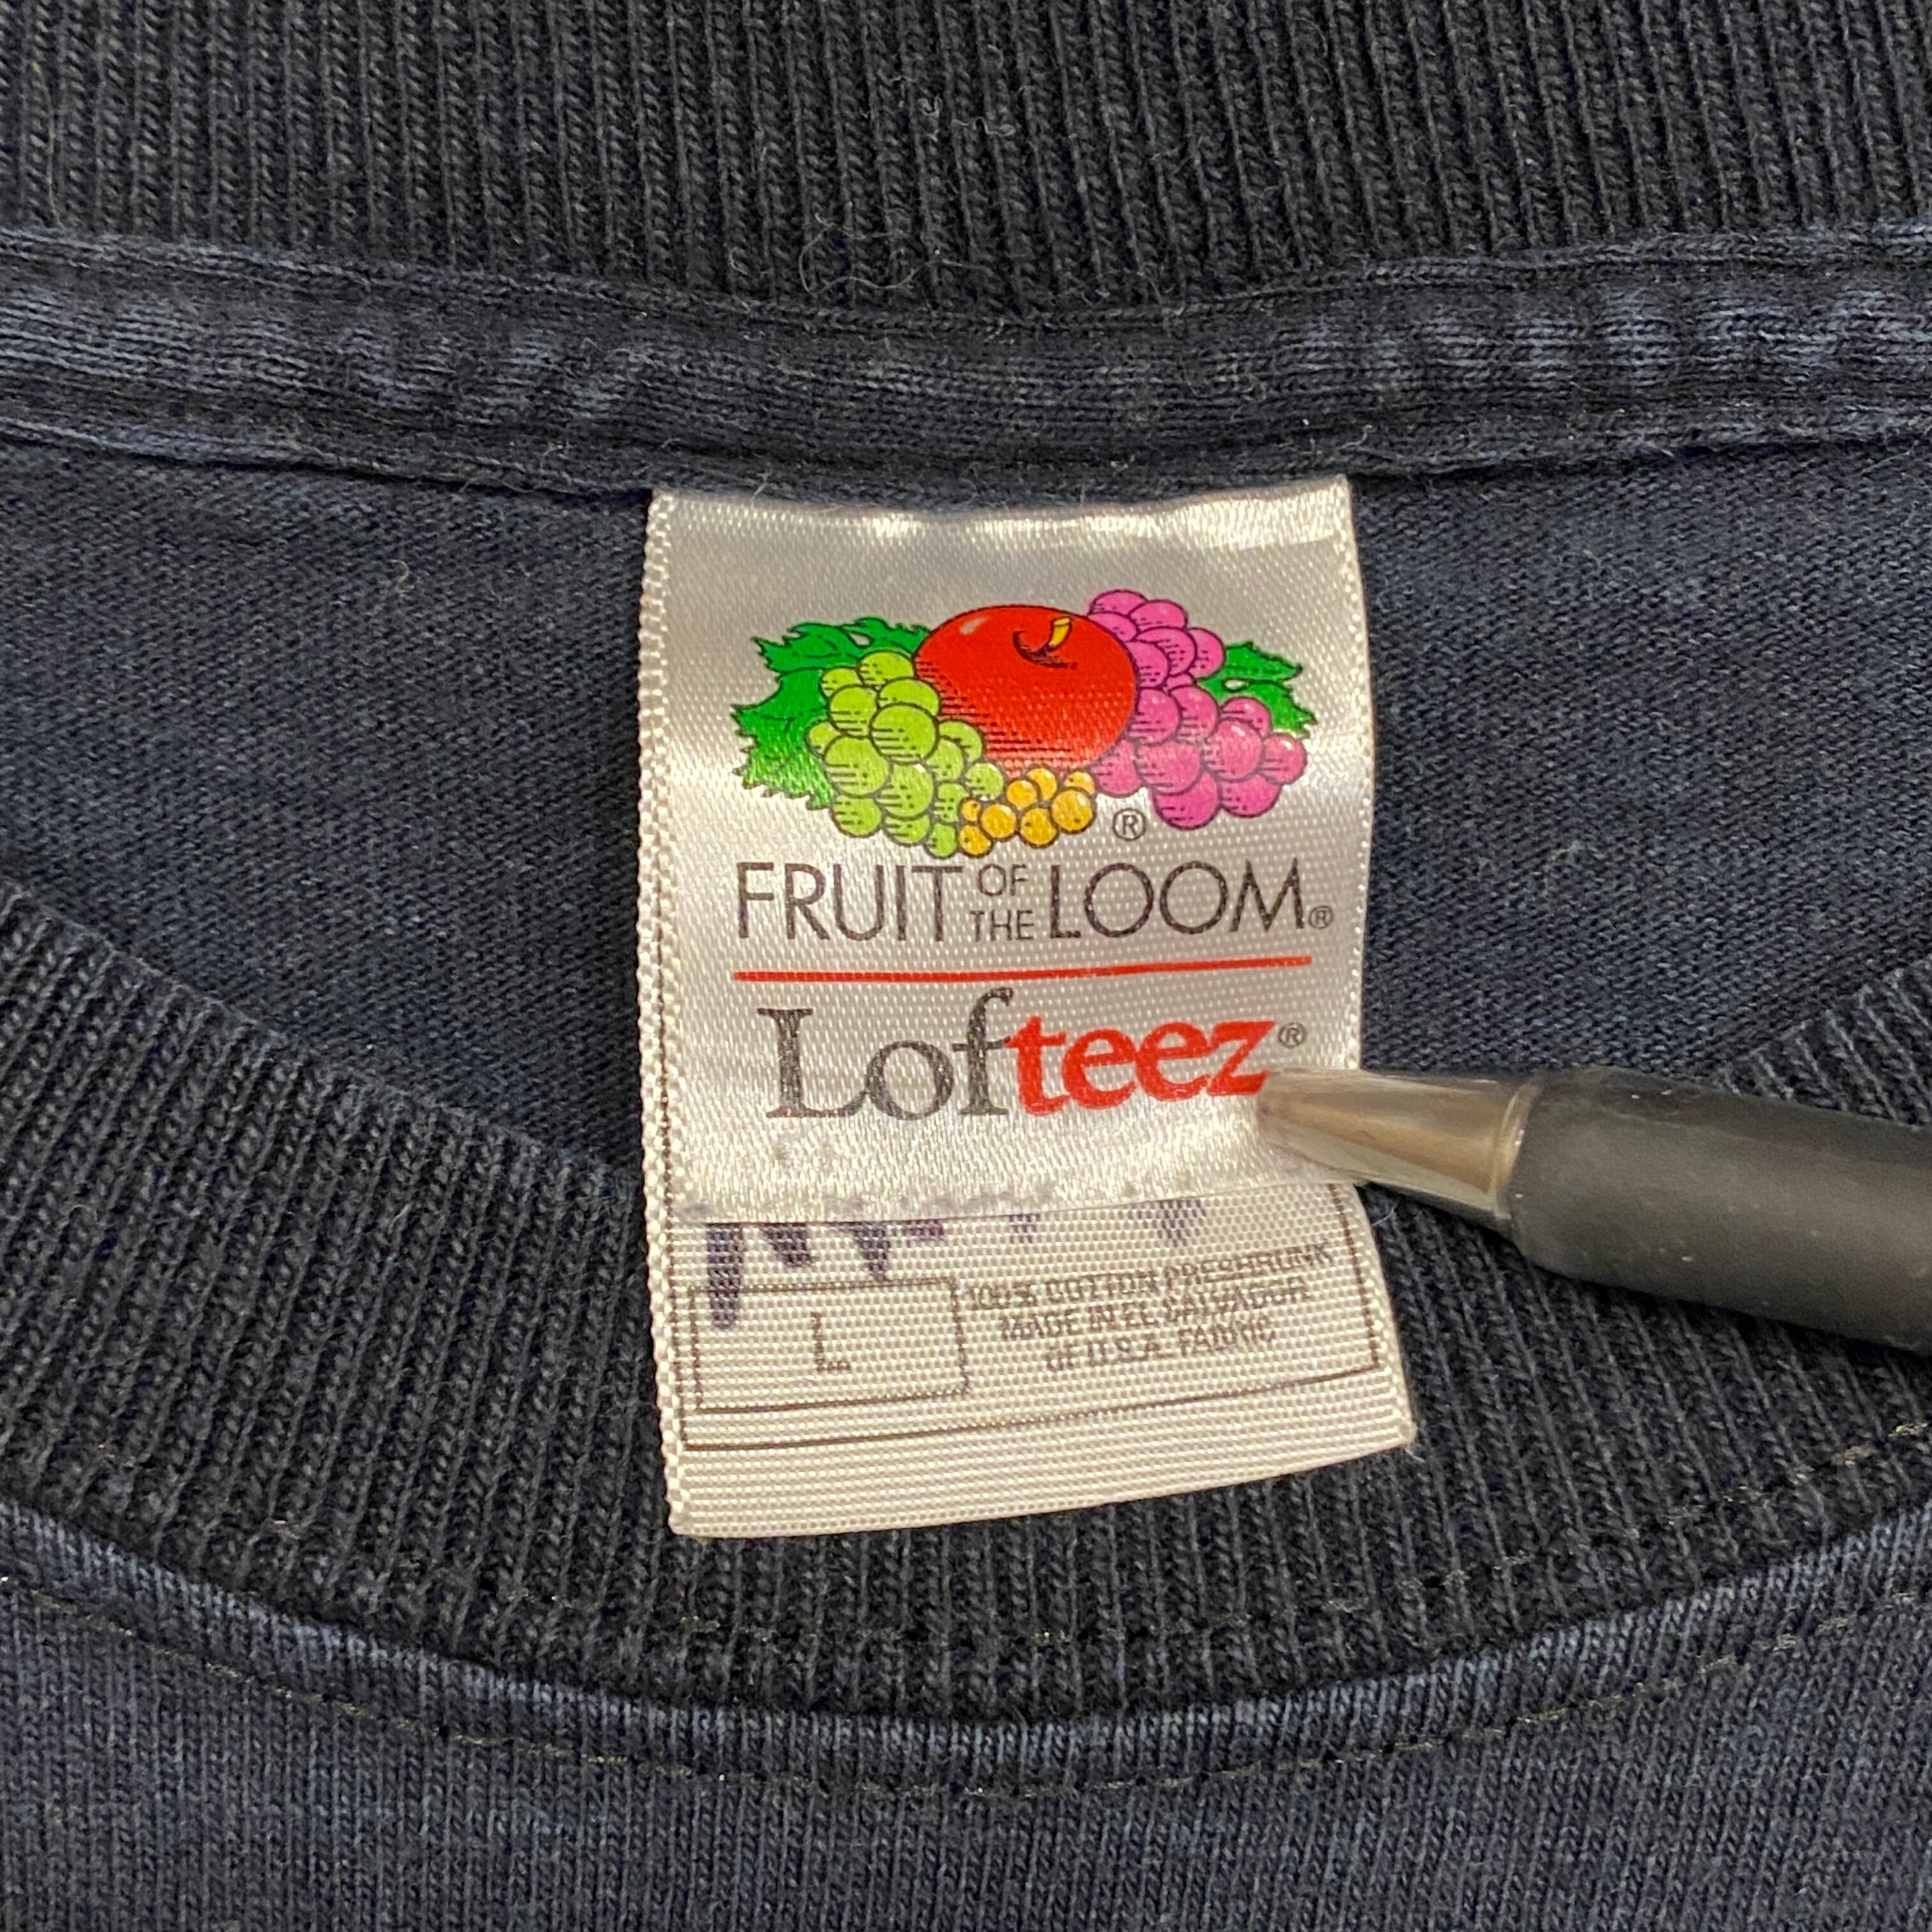 ®
FRUIT OF THE LOOM®
Lofteez®
L
100% COTTON PRESHRUNK
MADE IN EL SALVADOR
OF U.S.A. FABRIC